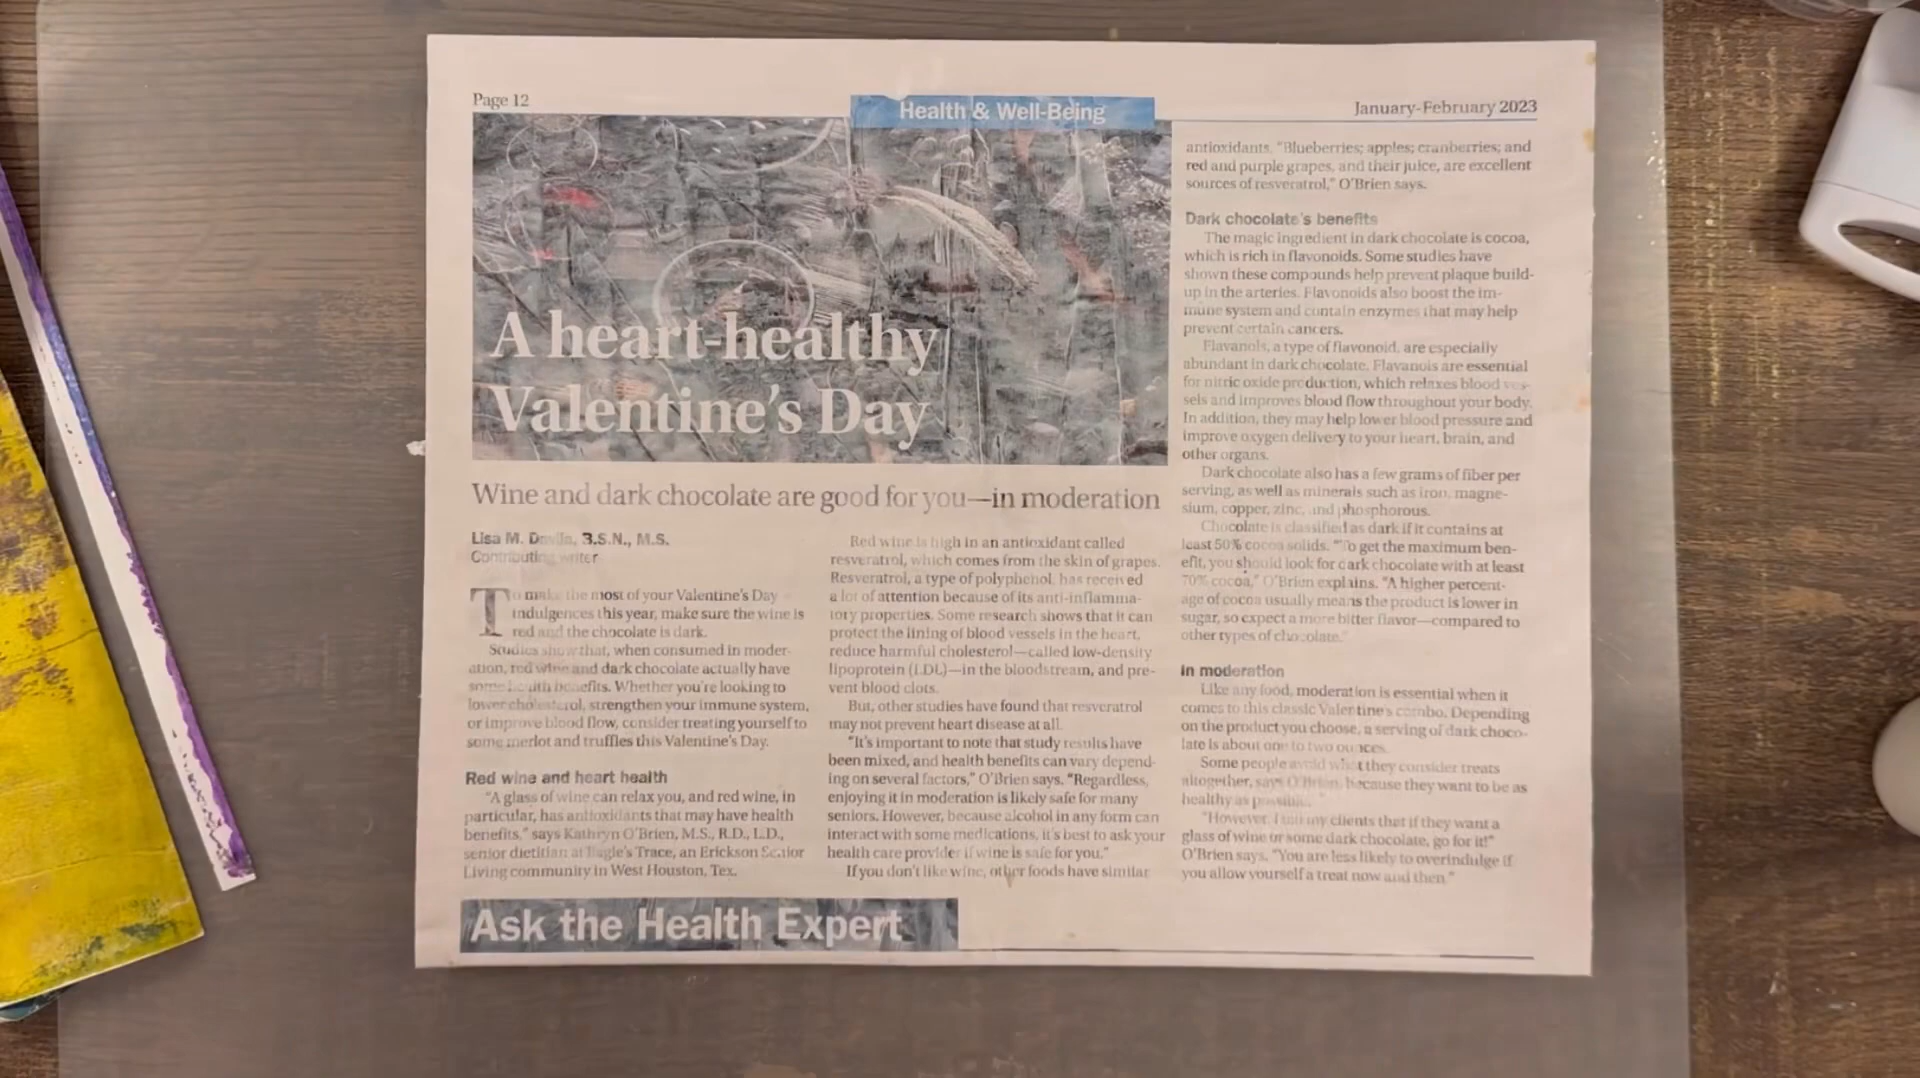 Page 12
Health & Well-Being
January-February 2023
A heart-healthy
Valentine's Day
Wine and dark chocolate are good for you—in moderation
Lisa M. Davila, B.S.N., M.S.
Contributing writer
To make the most of your Valentine's Day
indulgences this year, make sure the wine is
red and the chocolate is dark.
Studies show that, when consumed in moder-
ation, red wine and dark chocolate actually have
some health benefits. Whether you're looking to
lower cholesterol, strengthen your immune system,
or improve blood flow, consider treating yourself to
some merlot and truffles this Valentine's Day.
Red wine and heart health
"A glass of wine can relax you, and red wine, in
particular, has antioxidants that may have health
benefits," says Kathryn O'Brien, M.S., R.D., L.D.,
senior dietitian at Eagle's Trace, an Erickson Senior
Living community in West Houston, Tex.
Red wine is high in an antioxidant called
resveratrol, which comes from the skin of grapes.
Resveratrol, a type of polyphenol, has received
a lot of attention because of its anti-inflamma-
tory properties. Some research shows that it can
protect the lining of blood vessels in the heart,
reduce harmful cholesterol—called low-density
lipoprotein (LDL)—in the bloodstream, and pre-
vent blood clots.
But, other studies have found that resveratrol
may not prevent heart disease at all.
"It's important to note that study results have
been mixed, and health benefits can vary depend-
ing on several factors," O'Brien says. "Regardless,
enjoying it in moderation is likely safe for many
seniors. However, because alcohol in any form can
interact with some medications, it's best to ask your
health care provider if wine is safe for you."
If you don't like wine, other foods have similar
antioxidants. "Blueberries; apples; cranberries; and
red and purple grapes, and their juice, are excellent
sources of resveratrol," O'Brien says.
Dark chocolate's benefits
The magic ingredient in dark chocolate is cocoa,
which is rich in flavonoids. Some studies have
shown these compounds help prevent plaque build-
up in the arteries. Flavonoids also boost the im-
mune system and contain enzymes that may help
prevent certain cancers.
Flavanols, a type of flavonoid, are especially
abundant in dark chocolate. Flavanols are essential
for nitric oxide production, which relaxes blood ves-
sels and improves blood flow throughout your body.
In addition, they may help lower blood pressure and
improve oxygen delivery to your heart, brain, and
other organs.
Dark chocolate also has a few grams of fiber per
serving, as well as minerals such as iron, magne-
sium, copper, zinc, and phosphorous.
Chocolate is classified as dark if it contains at
least 50% cocoa solids. "To get the maximum ben-
efit, you should look for dark chocolate with at least
70% cocoa," O'Brien explains. "A higher percent-
age of cocoa usually means the product is lower in
sugar, so expect a more bitter flavor—compared to
other types of chocolate."
In moderation
Like any food, moderation is essential when it
comes to this classic Valentine's combo. Depending
on the product you choose, a serving of dark choco-
late is about one to two ounces.
Some people avoid what they consider treats
altogether, says O'Brien, because they want to be as
healthy as possible.
"However, I tell my clients that if they want a
glass of wine or some dark chocolate, go for it!"
O'Brien says. "You are less likely to overindulge if
you allow yourself a treat now and then."
Ask the Health Expert